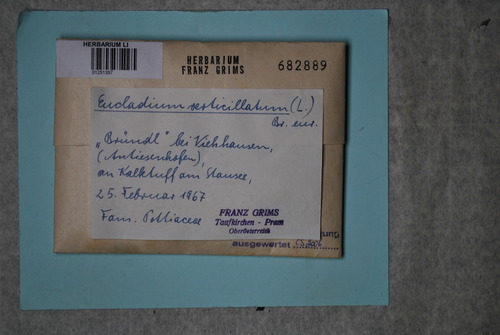 HERBARIUM LI
HERBARIUM
FRANZ GRIMS
682889
Eucladium verticillatum (L.)
Br. eur.
„Bründl" bei Viehhausen,
(Antiesenhofen),
an Kalktuff am Stausee,
25. Februar 1967
Fam. Pottiaceae
FRANZ GRIMS
Taufkirchen - Pram
Oberösterreich
ausgewertet